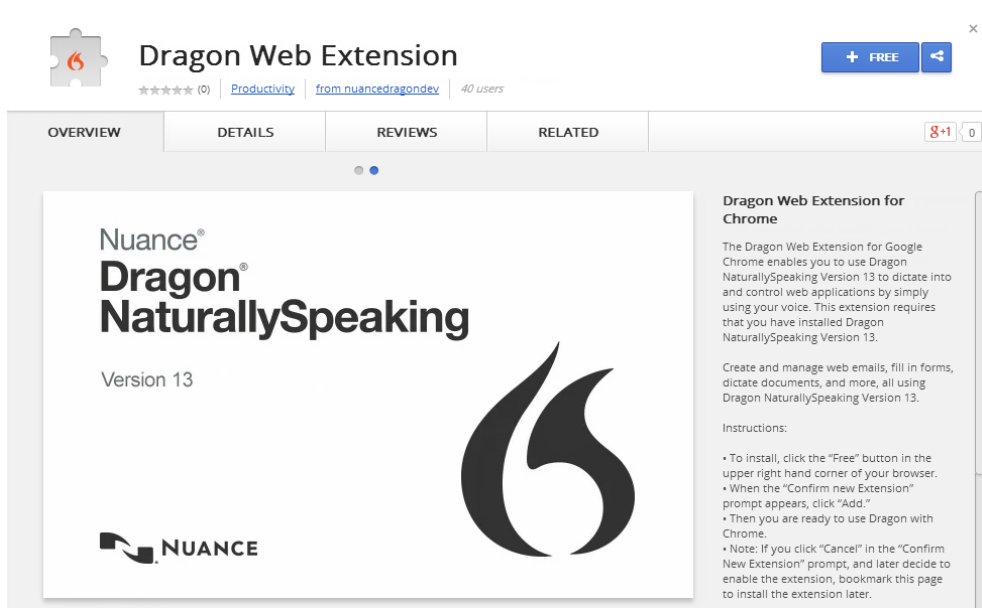 Dragon Web Extension
+ FREE
(0) Productivity from nuancedragondev 40 users
OVERVIEW DETAILS REVIEWS RELATED
g+1 0
Nuance®
Dragon®
NaturallySpeaking
Version 13
NUANCE
Dragon Web Extension for
Chrome
The Dragon Web Extension for Google
Chrome enables you to use Dragon
NaturallySpeaking Version 13 to dictate into
and control web applications by simply
using your voice. This extension requires
that you have installed Dragon
NaturallySpeaking Version 13.
Create and manage web emails, fill in forms,
dictate documents, and more, all using
Dragon NaturallySpeaking Version 13.
Instructions:
• To install, click the “Free” button in the
upper right hand corner of your browser.
• When the “Confirm new Extension”
prompt appears, click “Add.”
• Then you are ready to use Dragon with
Chrome.
• Note: If you click “Cancel” in the “Confirm
New Extension” prompt, and later decide to
enable the extension, bookmark this page
to install the extension later.